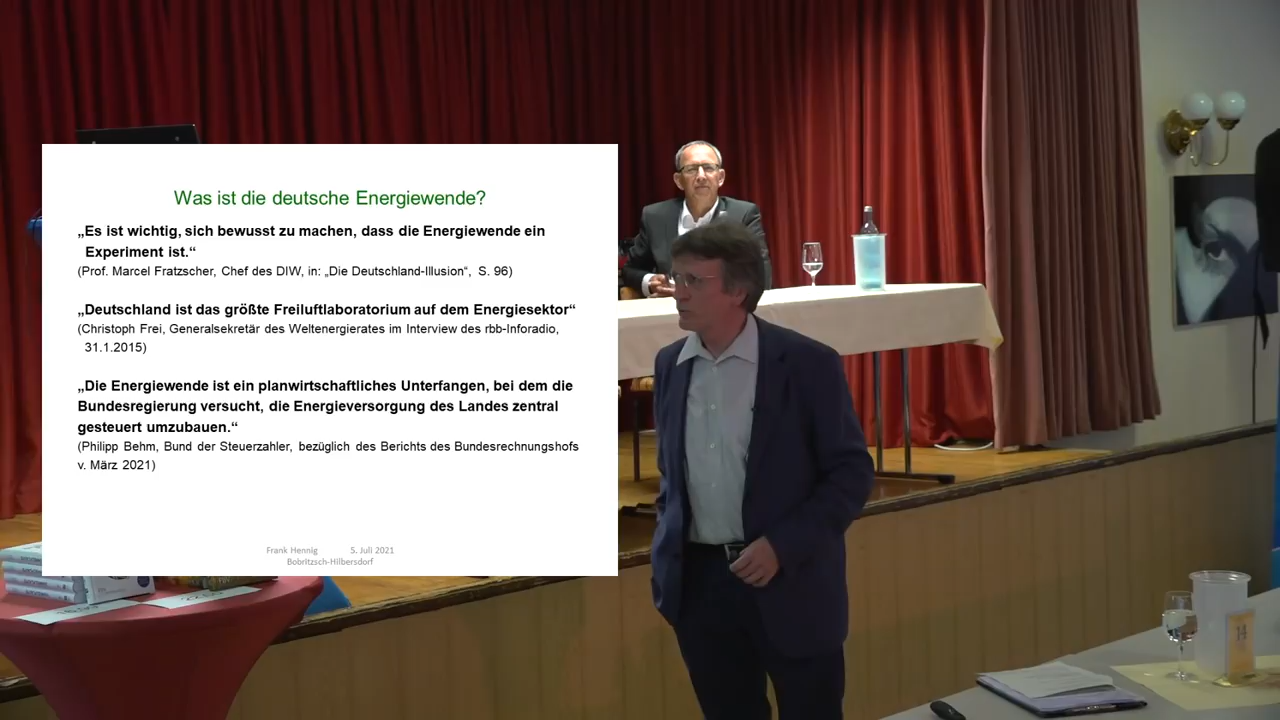 Was ist die deutsche Energiewende?
„Es ist wichtig, sich bewusst zu machen, dass die Energiewende ein
Experiment ist.“
(Prof. Marcel Fratzscher, Chef des DIW, in: „Die Deutschland-Illusion“, S. 96)
„Deutschland ist das größte Freiluftlaboratorium auf dem Energiesektor“
(Christoph Frei, Generalsekretär des Weltenergierates im Interview des rbb-Inforadio,
31.1.2015)
„Die Energiewende ist ein planwirtschaftliches Unterfangen, bei dem die
Bundesregierung versucht, die Energieversorgung des Landes zentral
gesteuert umzubauen.“
(Philipp Behm, Bund der Steuerzahler, bezüglich des Berichts des Bundesrechnungshofs
v. März 2021)
Frank Hennig 5. Juli 2021
Bobritzsch-Hilbersdorf
14